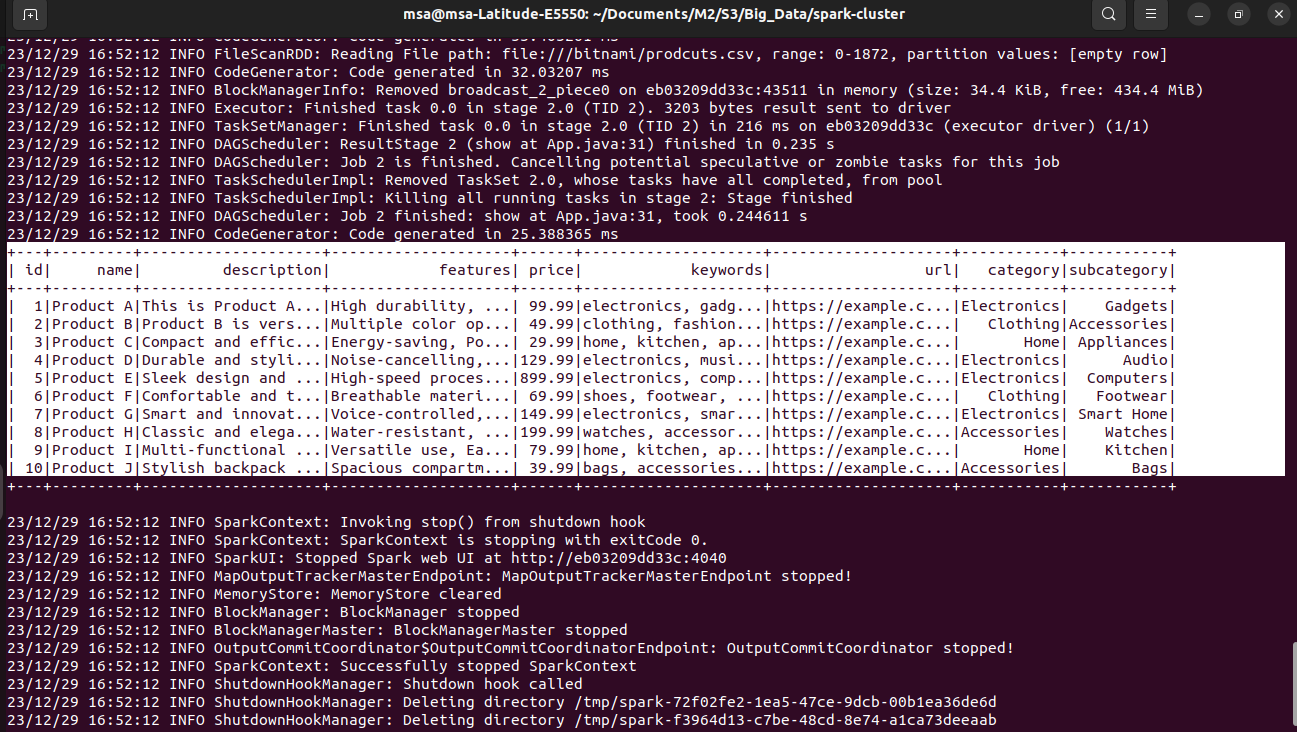 msa@msa-Latitude-E5550: ~/Documents/M2/S3/Big_Data/spark-cluster
23/12/29 16:52:12 INFO CodeGenerator: Code generated in 33.403201 ms
23/12/29 16:52:12 INFO FileScanRDD: Reading File path: file:///bitnami/prodcuts.csv, range: 0-1872, partition values: [empty row]
23/12/29 16:52:12 INFO CodeGenerator: Code generated in 32.03207 ms
23/12/29 16:52:12 INFO BlockManagerInfo: Removed broadcast_2_piece0 on eb03209dd33c:43511 in memory (size: 34.4 KiB, free: 434.4 MiB)
23/12/29 16:52:12 INFO Executor: Finished task 0.0 in stage 2.0 (TID 2). 3203 bytes result sent to driver
23/12/29 16:52:12 INFO TaskSetManager: Finished task 0.0 in stage 2.0 (TID 2) in 216 ms on eb03209dd33c (executor driver) (1/1)
23/12/29 16:52:12 INFO DAGScheduler: ResultStage 2 (show at App.java:31) finished in 0.235 s
23/12/29 16:52:12 INFO DAGScheduler: Job 2 is finished. Cancelling potential speculative or zombie tasks for this job
23/12/29 16:52:12 INFO TaskSchedulerImpl: Removed TaskSet 2.0, whose tasks have all completed, from pool
23/12/29 16:52:12 INFO TaskSchedulerImpl: Killing all running tasks in stage 2: Stage finished
23/12/29 16:52:12 INFO DAGScheduler: Job 2 finished: show at App.java:31, took 0.244611 s
23/12/29 16:52:12 INFO CodeGenerator: Code generated in 25.388365 ms
+---+---------+--------------------+--------------------+------+--------------------+--------------------+-----------+-----------+
| id|     name|         description|            features| price|            keywords|                 url|   category|subcategory|
+---+---------+--------------------+--------------------+------+--------------------+--------------------+-----------+-----------+
|  1|Product A|This is Product A...|High durability, ...| 99.99|electronics, gadg...|https://example.c...|Electronics|    Gadgets|
|  2|Product B|Product B is vers...|Multiple color op...| 49.99|clothing, fashion...|https://example.c...|   Clothing|Accessories|
|  3|Product C|Compact and effic...|Energy-saving, Po...| 29.99|home, kitchen, ap...|https://example.c...|       Home| Appliances|
|  4|Product D|Durable and styli...|Noise-cancelling,...|129.99|electronics, musi...|https://example.c...|Electronics|      Audio|
|  5|Product E|Sleek design and ...|High-speed proces...|899.99|electronics, comp...|https://example.c...|Electronics|  Computers|
|  6|Product F|Comfortable and t...|Breathable materi...| 69.99|shoes, footwear, ...|https://example.c...|   Clothing|   Footwear|
|  7|Product G|Smart and innovat...|Voice-controlled,...|149.99|electronics, smar...|https://example.c...|Electronics| Smart Home|
|  8|Product H|Classic and elega...|Water-resistant, ...|199.99|watches, accessor...|https://example.c...|Accessories|    Watches|
|  9|Product I|Multi-functional ...|Versatile use, Ea...| 79.99|home, kitchen, ap...|https://example.c...|       Home|    Kitchen|
| 10|Product J|Stylish backpack ...|Spacious compartm...| 39.99|bags, accessories...|https://example.c...|Accessories|       Bags|
+---+---------+--------------------+--------------------+------+--------------------+--------------------+-----------+-----------+
23/12/29 16:52:12 INFO SparkContext: Invoking stop() from shutdown hook
23/12/29 16:52:12 INFO SparkContext: SparkContext is stopping with exitCode 0.
23/12/29 16:52:12 INFO SparkUI: Stopped Spark web UI at http://eb03209dd33c:4040
23/12/29 16:52:12 INFO MapOutputTrackerMasterEndpoint: MapOutputTrackerMasterEndpoint stopped!
23/12/29 16:52:12 INFO MemoryStore: MemoryStore cleared
23/12/29 16:52:12 INFO BlockManager: BlockManager stopped
23/12/29 16:52:12 INFO BlockManagerMaster: BlockManagerMaster stopped
23/12/29 16:52:12 INFO OutputCommitCoordinator$OutputCommitCoordinatorEndpoint: OutputCommitCoordinator stopped!
23/12/29 16:52:12 INFO SparkContext: Successfully stopped SparkContext
23/12/29 16:52:12 INFO ShutdownHookManager: Shutdown hook called
23/12/29 16:52:12 INFO ShutdownHookManager: Deleting directory /tmp/spark-72f02fe2-1ea5-47ce-9dcb-00b1ea36de6d
23/12/29 16:52:12 INFO ShutdownHookManager: Deleting directory /tmp/spark-f3964d13-c7be-48cd-8e74-a1ca73deeaab